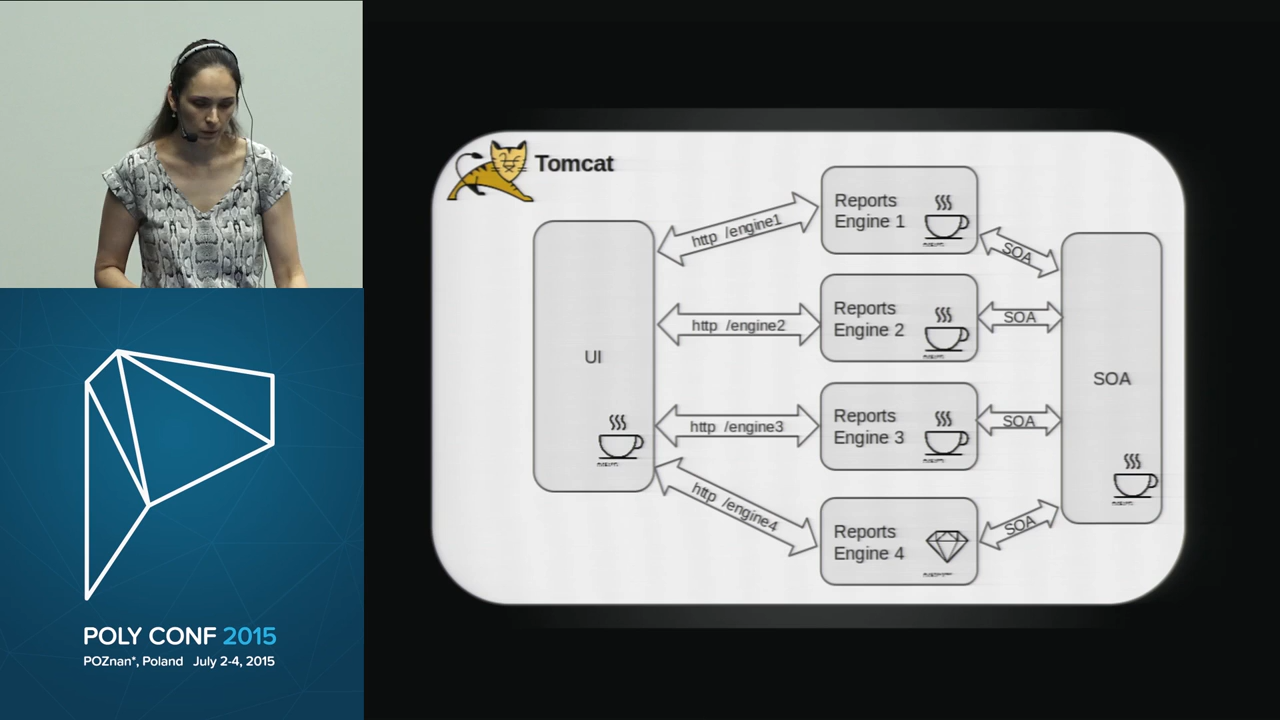 Tomcat
UI
http /engine1
http /engine2
http /engine3
http /engine4
Reports
Engine 1
Reports
Engine 2
Reports
Engine 3
Reports
Engine 4
SOA
SOA
SOA
SOA
SOA
POLY CONF 2015
POZnan*, Poland July 2-4, 2015